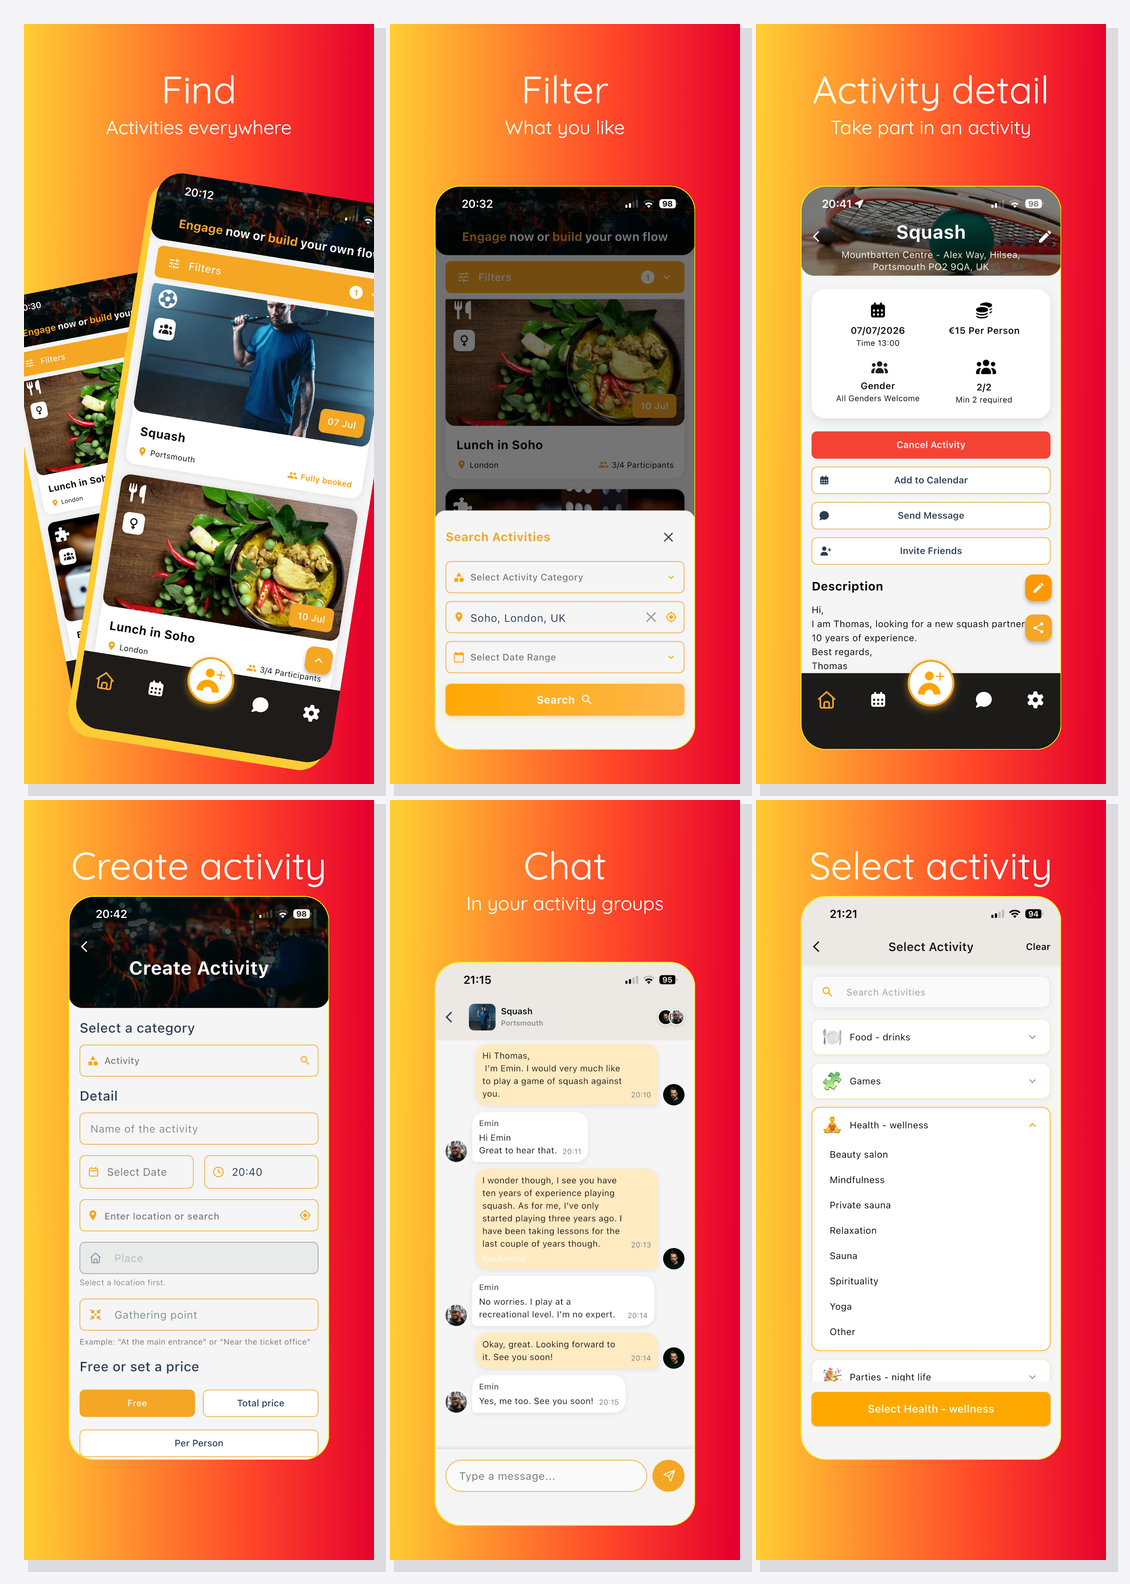 Find
Activities everywhere
20:12
Engage now or build your own flow
Filters
1
07 Jul
Squash
Portsmouth
Fully booked
10 Jul
Lunch in Soho
London
3/4 Participants
0:30
Engage now or build your
Filters
Lunch in Soh
London
Filter
What you like
20:32
98
Engage now or build your own flow
Filters
1
10 Jul
Lunch in Soho
London
3/4 Participants
Search Activities
Select Activity Category
Soho, London, UK
Select Date Range
Search
Activity detail
Take part in an activity
20:41
98
Squash
Mountbatten Centre - Alex Way, Hilsea,
Portsmouth PO2 9QA, UK
07/07/2026
Time 13:00
€15 Per Person
Gender
All Genders Welcome
2/2
Min 2 required
Cancel Activity
Add to Calendar
Send Message
Invite Friends
Description
Hi,
I am Thomas, looking for a new squash partner
10 years of experience.
Best regards,
Thomas
Create activity
20:42
98
Create Activity
Select a category
Activity
Detail
Name of the activity
Select Date
20:40
Enter location or search
Place
Select a location first.
Gathering point
Example: "At the main entrance" or "Near the ticket office"
Free or set a price
Free
Total price
Per Person
Chat
In your activity groups
21:15
95
Squash
Portsmouth
Hi Thomas,
I'm Emin. I would very much like
to play a game of squash against
you.
20:10
Emin
Hi Emin
Great to hear that.
20:11
I wonder though, I see you have
ten years of experience playing
squash. As for me, I've only
started playing three years ago. I
have been taking lessons for the
last couple of years though.
20:13
Read more
Emin
No worries. I play at a
recreational level. I'm no expert.
20:14
Okay, great. Looking forward to
it. See you soon!
20:14
Emin
Yes, me too. See you soon!
20:15
Type a message...
Select activity
21:21
94
Select Activity
Clear
Search Activities
Food - drinks
Games
Health - wellness
Beauty salon
Mindfulness
Private sauna
Relaxation
Sauna
Spirituality
Yoga
Other
Parties - night life
Select Health - wellness